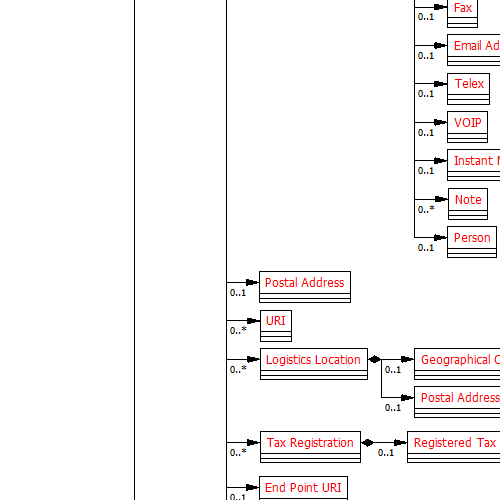 Fax
0..1
Email Ad
0..1
Telex
0..1
VOIP
0..1
Instant
0..1
Note
0..*
Person
0..1
Postal Address
0..1
URI
0..*
Logistics Location
0..*
Geographical
0..1
Postal Address
0..1
Tax Registration
0..*
Registered Tax
0..1
End Point URI
0..1